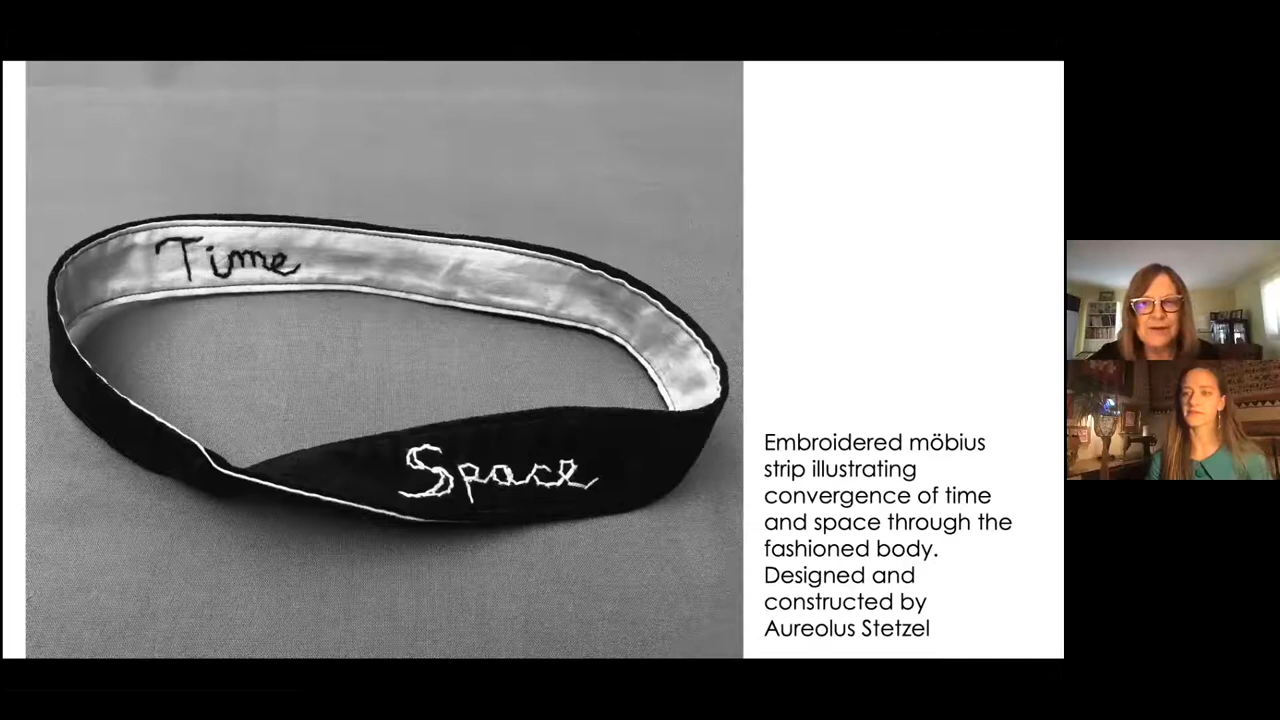 Time
Space
Embroidered möbius
strip illustrating
convergence of time
and space through the
fashioned body.
Designed and
constructed by
Aureolus Stetzel